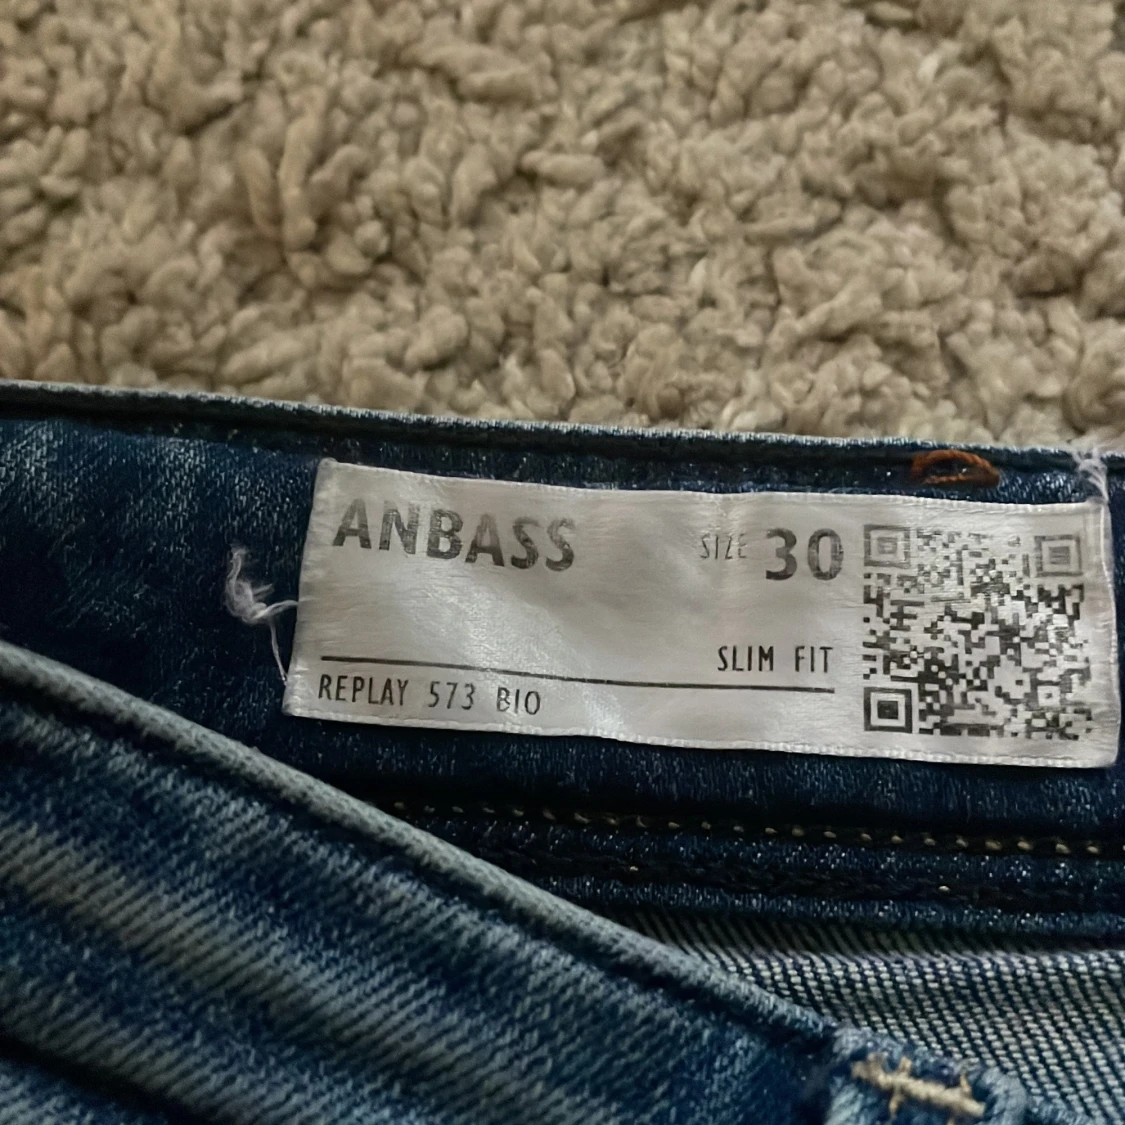 ANBASS SIZE 30
SLIM FIT
REPLAY 573 BIO